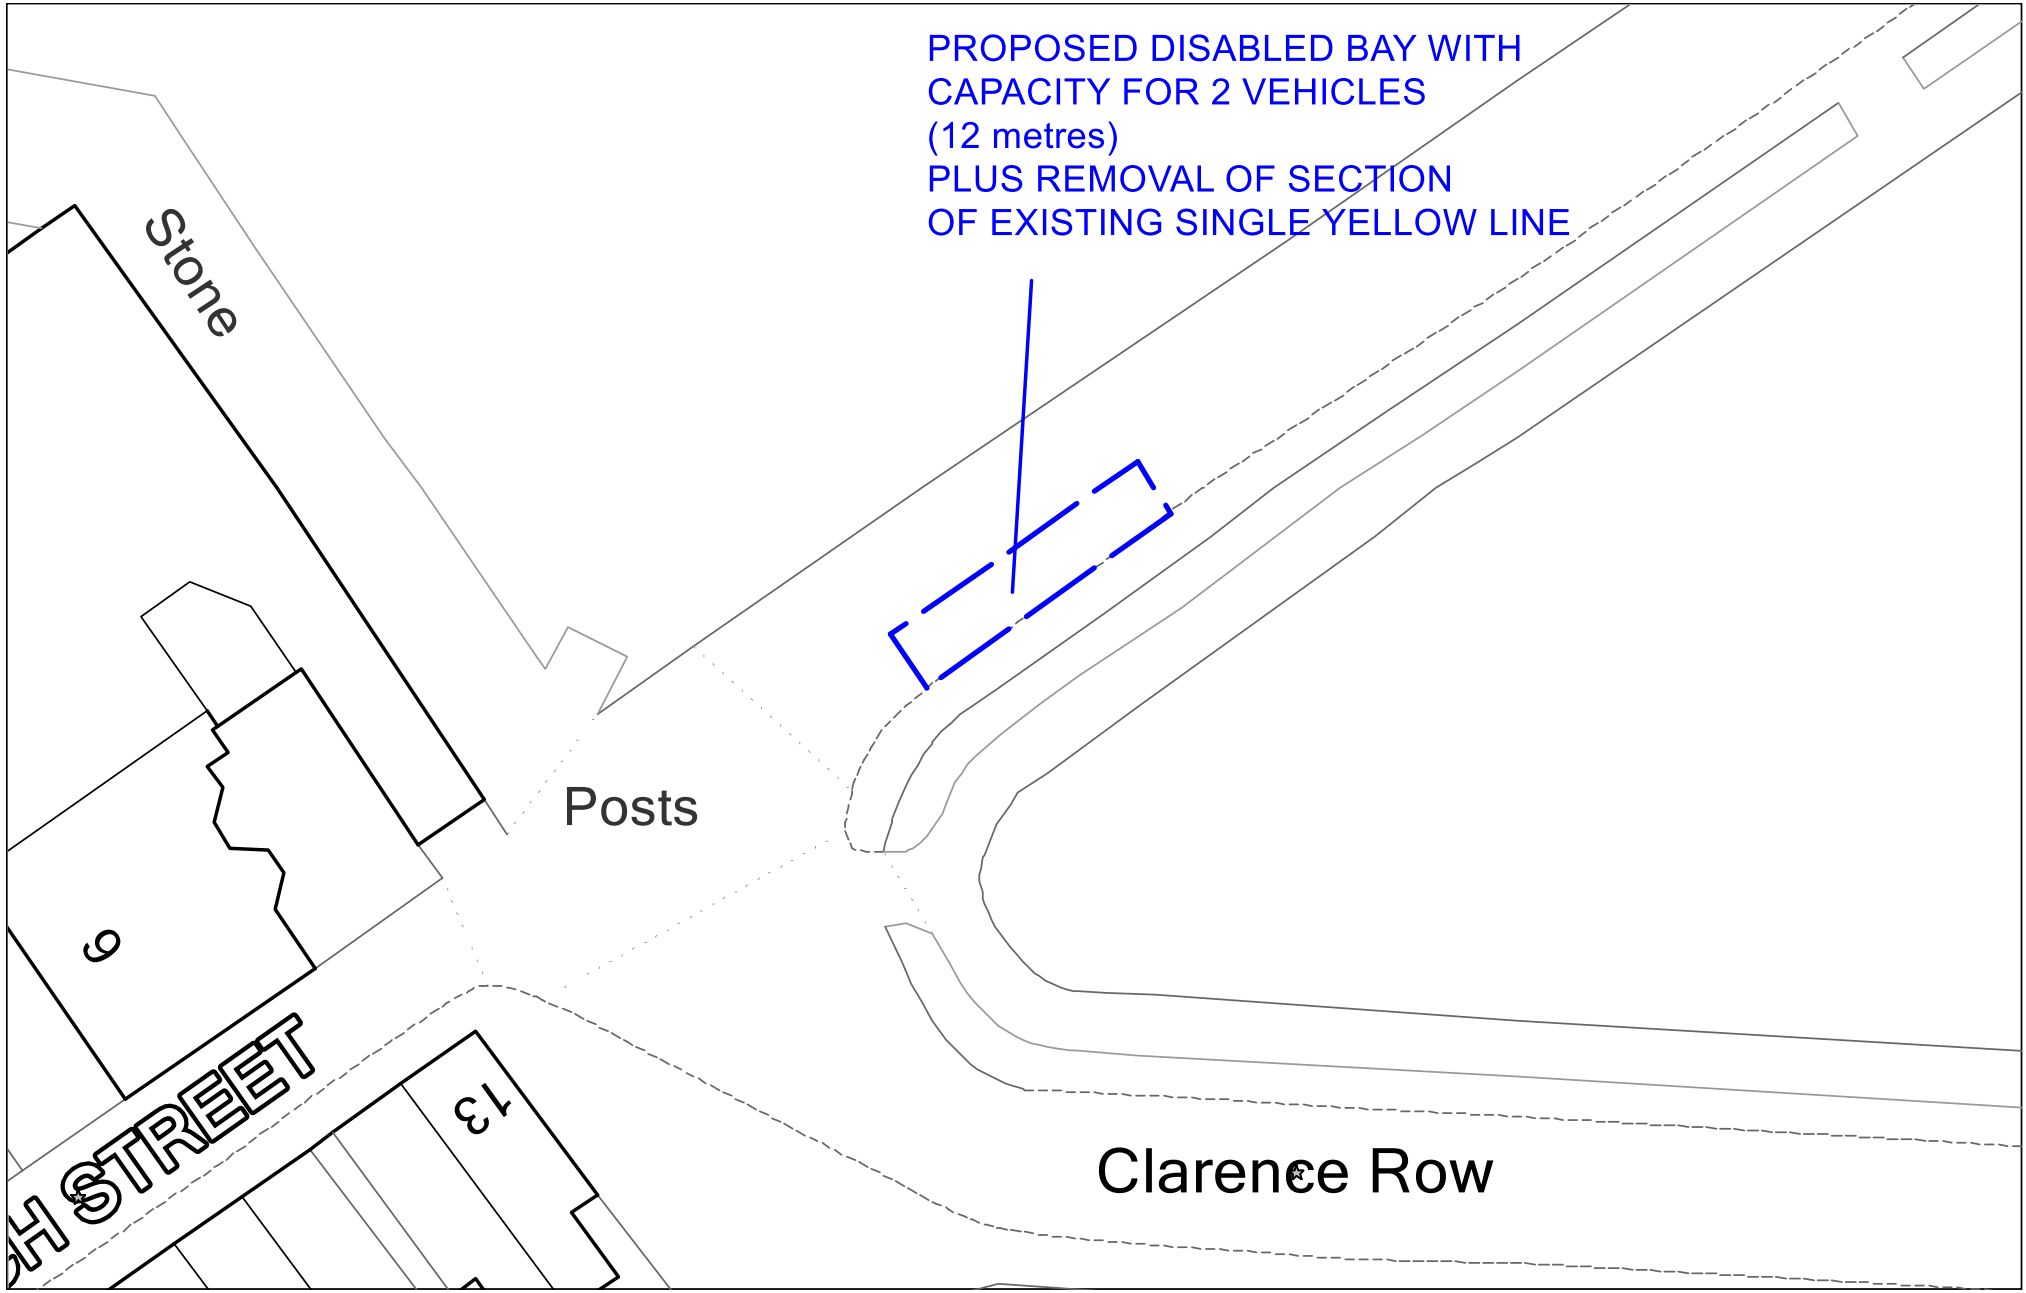 PROPOSED DISABLED BAY WITH
CAPACITY FOR 2 VEHICLES
(12 metres)
PLUS REMOVAL OF SECTION
OF EXISTING SINGLE YELLOW LINE
Stone
Posts
9
STREET
13
Clarence Row